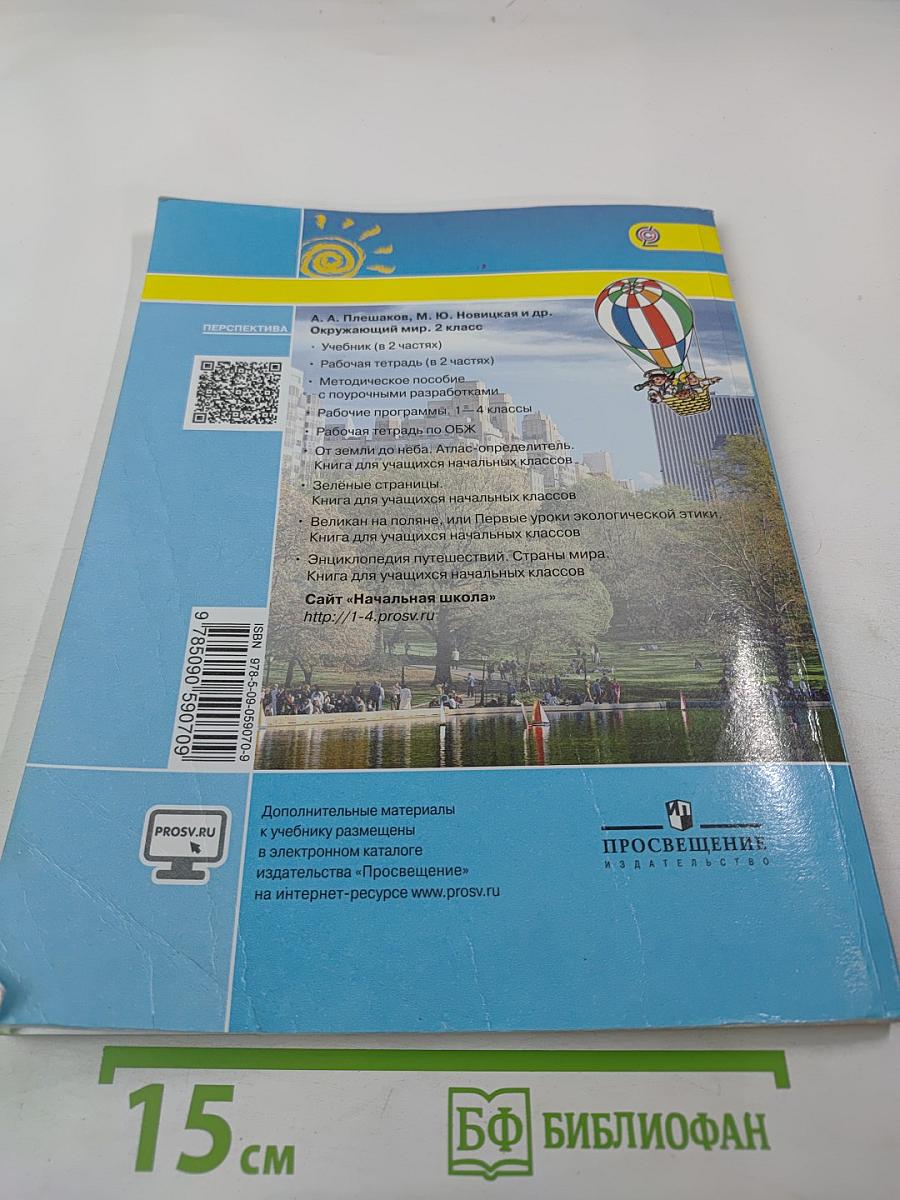 ПЕРСПЕКТИВА
А. А. Плешаков, М. Ю. Новицкая и др.
Окружающий мир. 2 класс
• Учебник (в 2 частях)
• Рабочая тетрадь (в 2 частях)
• Методическое пособие
с поурочными разработками
• Рабочие программы. 1—4 классы
• Рабочая тетрадь по ОБЖ
• От земли до неба. Атлас-определитель.
Книга для учащихся начальных классов
• Зелёные страницы.
Книга для учащихся начальных классов
• Великан на поляне, или Первые уроки экологической этики.
Книга для учащихся начальных классов
• Энциклопедия путешествий. Страны мира.
Книга для учащихся начальных классов
Сайт «Начальная школа»
http://1-4.prosv.ru
ISBN 978-5-09-059070-9
9 785090 590709
PROSV.RU
Дополнительные материалы
к учебнику размещены
в электронном каталоге
издательства «Просвещение»
на интернет-ресурсе www.prosv.ru
ПРОСВЕЩЕНИЕ
ИЗДАТЕЛЬСТВО
15 см
БФ БИБЛИОФАН